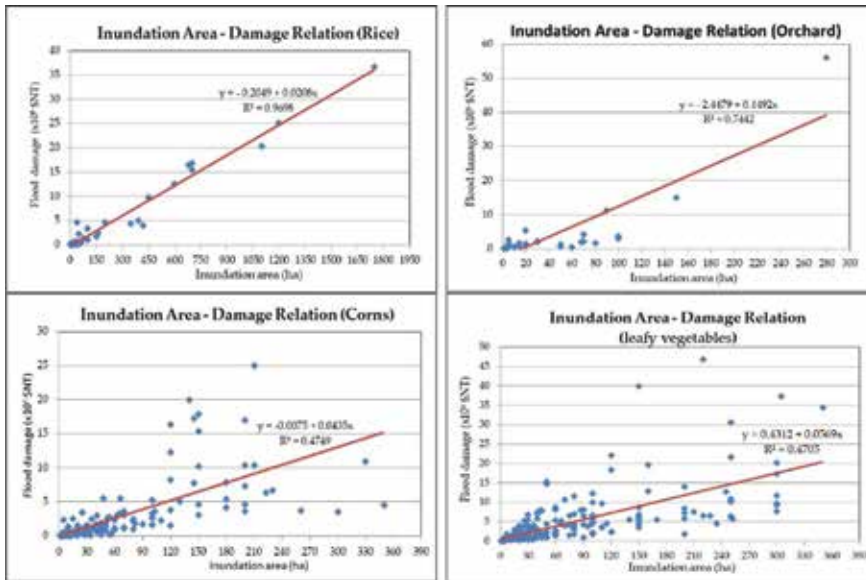 Inundation Area - Damage Relation (Rice)
Flood damage (x10⁶ $NT)
40
35
30
25
20
15
10
5
0
y = - 0.2049 + 0.0208x
R² = 0.9698
0 150 300 450 600 750 900 1050 1200 1350 1500 1650 1800 1950
Inundation area (ha)
Inundation Area - Damage Relation (Orchard)
Flood damage (x10⁶ $NT)
60
50
40
30
20
10
0
y = - 2.4479 + 0.1492x
R² = 0.7442
0 20 40 60 80 100 120 140 160 180 200 220 240 260 280 300
Inundation area (ha)
Inundation Area - Damage Relation (Corns)
Flood damage (x10⁶ $NT)
30
25
20
15
10
5
0
y = -0.0075 + 0.0435x
R² = 0.4749
0 30 60 90 120 150 180 210 240 270 300 330 360 390
Inundation area (ha)
Inundation Area - Damage Relation
(leafy vegetables)
Flood damage (x10⁶ $NT)
50
45
40
35
30
25
20
15
10
5
0
y = 0.4312 + 0.0569x
R² = 0.4705
0 30 60 90 120 150 180 210 240 270 300 330 360 390
Inundation area (ha)